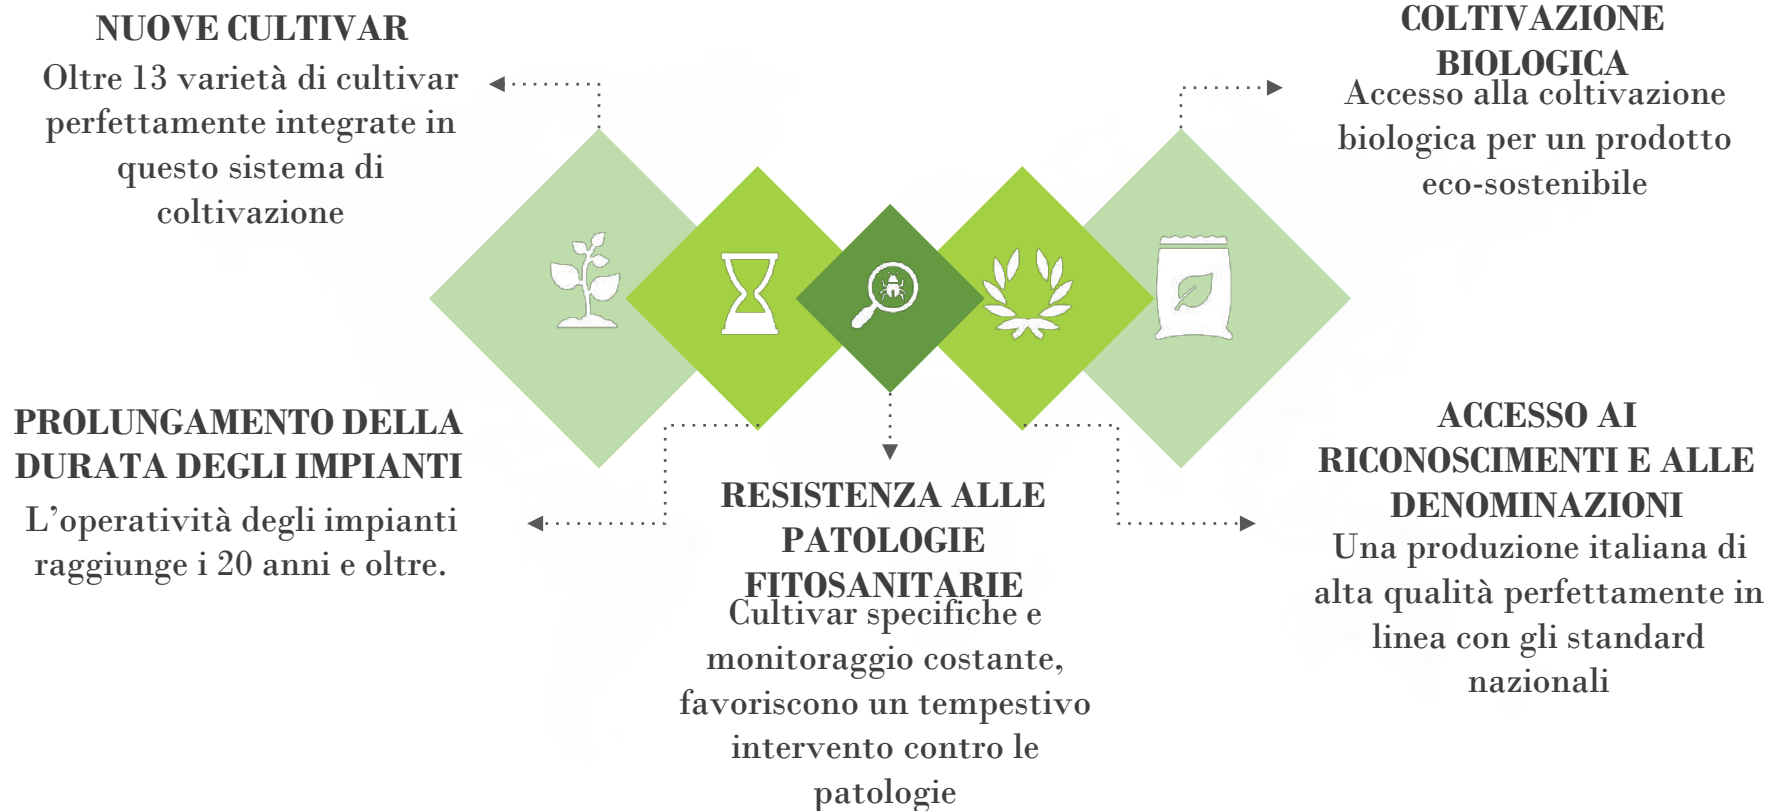 NUOVE CULTIVAR
Oltre 13 varietà di cultivar
perfettamente integrate in
questo sistema di
coltivazione
COLTIVAZIONE
BIOLOGICA
Accesso alla coltivazione
biologica per un prodotto
eco-sostenibile
PROLUNGAMENTO DELLA
DURATA DEGLI IMPIANTI
L’operatività degli impianti
raggiunge i 20 anni e oltre.
RESISTENZA ALLE
PATOLOGIE
FITOSANITARIE
Cultivar specifiche e
monitoraggio costante,
favoriscono un tempestivo
intervento contro le
patologie
ACCESSO AI
RICONOSCIMENTI E ALLE
DENOMINAZIONI
Una produzione italiana di
alta qualità perfettamente in
linea con gli standard
nazionali